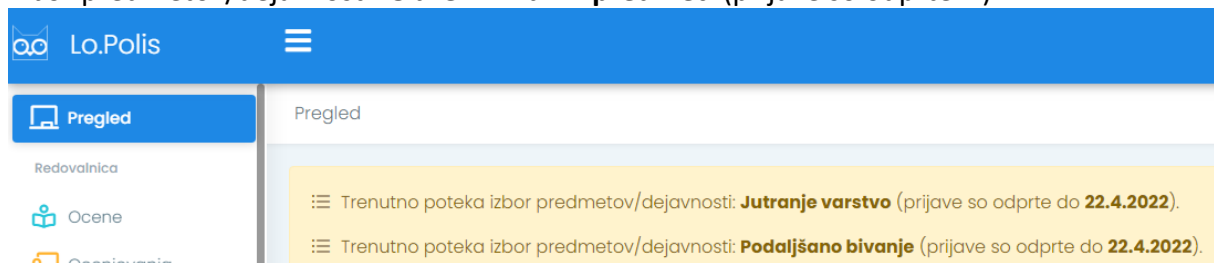 Lo.Polis
Pregled
Pregled
Redovalnica
Ocene
Trenutno poteka izbor predmetov/dejavnosti: Jutranje varstvo (prijave so odprte do 22.4.2022).
Trenutno poteka izbor predmetov/dejavnosti: Podaljšano bivanje (prijave so odprte do 22.4.2022).